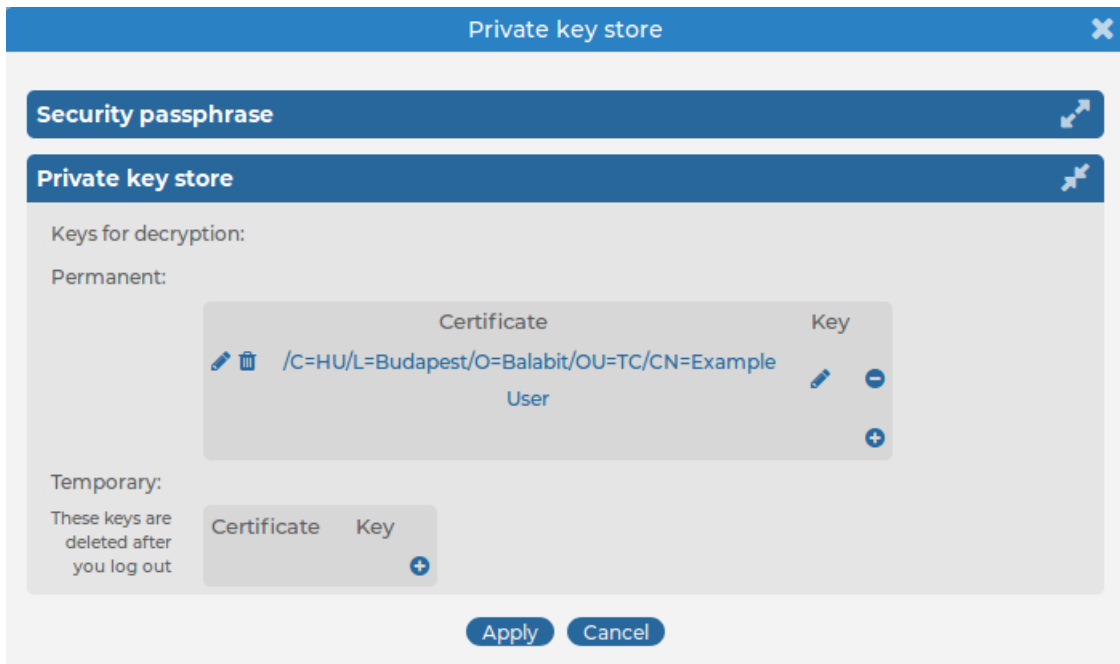 Private key store
Security passphrase
Private key store
Keys for decryption:
Permanent:
Certificate Key
/C=HU/L=Budapest/O=Balabit/OU=TC/CN=Example
User
Temporary:
These keys are
deleted after
you log out
Certificate Key
Apply Cancel